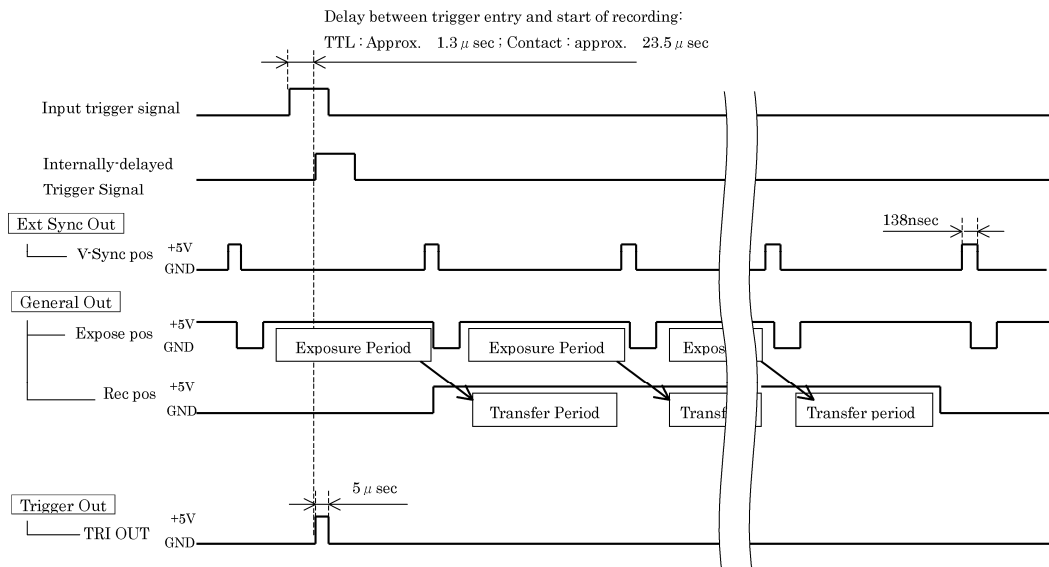 Delay between trigger entry and start of recording:
TTL : Approx. 1.3 μ sec ; Contact : approx. 23.5 μ sec
Input trigger signal
Internally-delayed
Trigger Signal
138nsec
Ext Sync Out
V-Sync pos +5V
GND
General Out
Expose pos +5V
GND
Exposure Period Exposure Period Expos
Rec pos +5V
GND
Transfer Period Transf Transfer period
5 μ sec
Trigger Out
TRI OUT +5V
GND